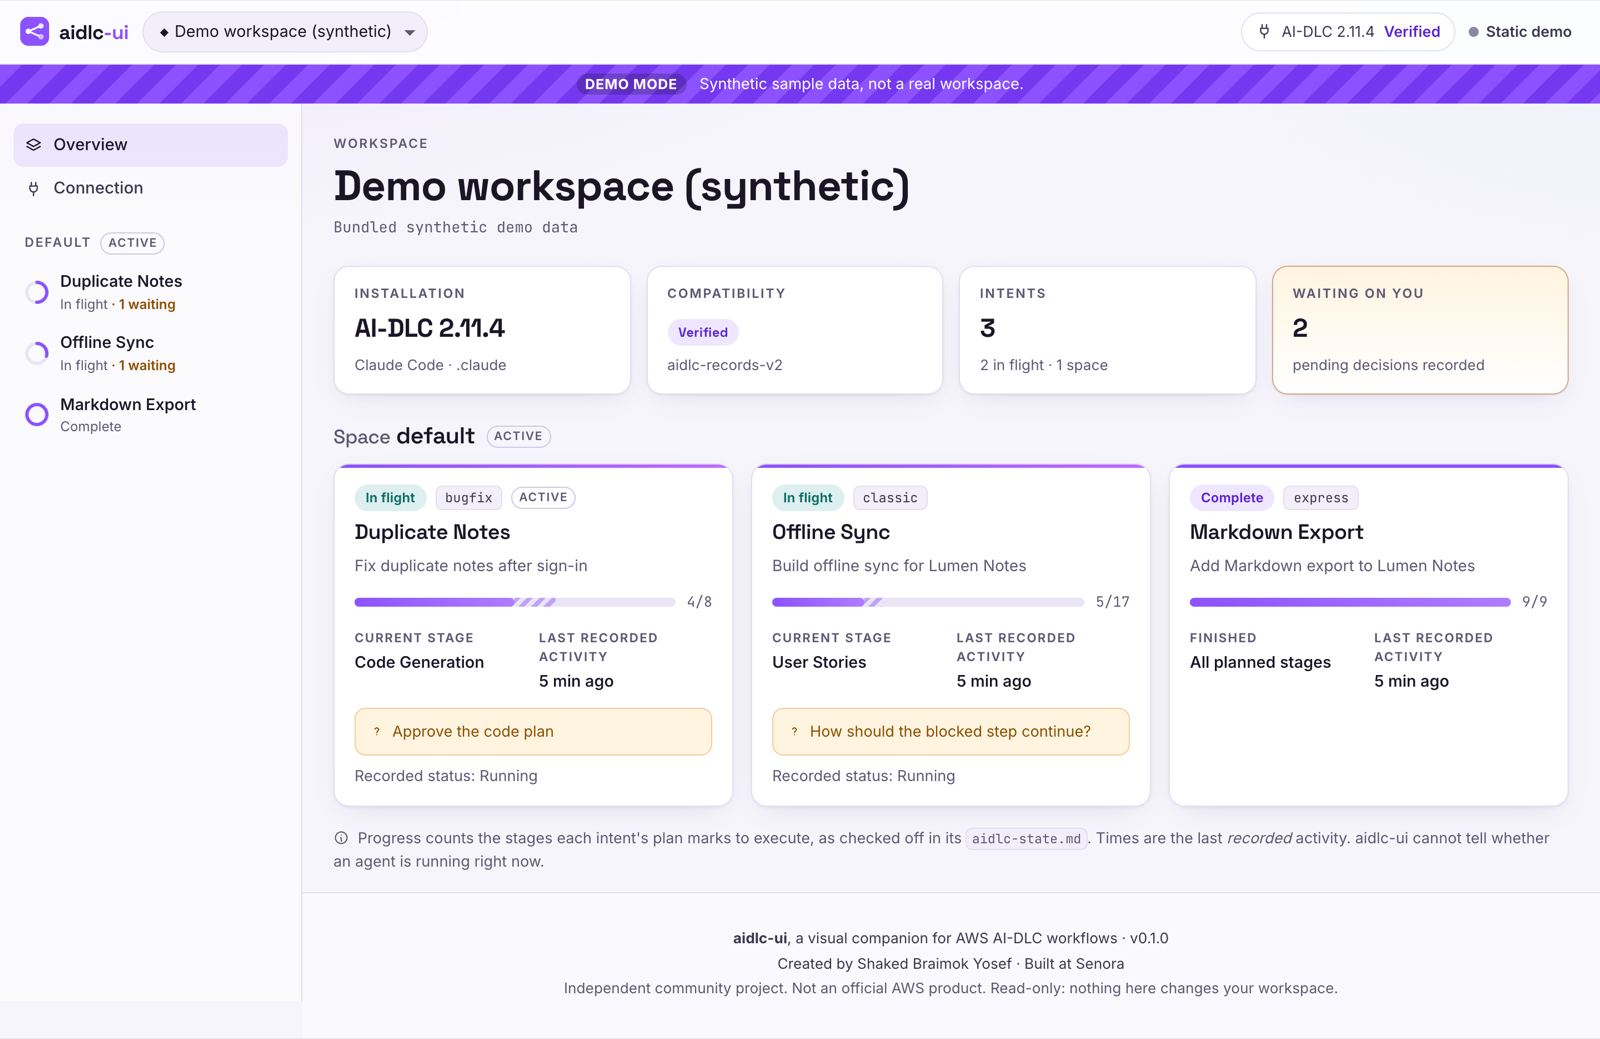 aidlc-ui
◆ Demo workspace (synthetic)
AI-DLC 2.11.4 Verified
Static demo
DEMO MODE Synthetic sample data, not a real workspace.
Overview
Connection
DEFAULT ACTIVE
Duplicate Notes
In flight · 1 waiting
Offline Sync
In flight · 1 waiting
Markdown Export
Complete
WORKSPACE
Demo workspace (synthetic)
Bundled synthetic demo data
INSTALLATION
AI-DLC 2.11.4
Claude Code · .claude
COMPATIBILITY
Verified
aidlc-records-v2
INTENTS
3
2 in flight · 1 space
WAITING ON YOU
2
pending decisions recorded
Space default ACTIVE
In flight bugfix ACTIVE
Duplicate Notes
Fix duplicate notes after sign-in
4/8
CURRENT STAGE
Code Generation
LAST RECORDED
ACTIVITY
5 min ago
? Approve the code plan
Recorded status: Running
In flight classic
Offline Sync
Build offline sync for Lumen Notes
5/17
CURRENT STAGE
User Stories
LAST RECORDED
ACTIVITY
5 min ago
? How should the blocked step continue?
Recorded status: Running
Complete express
Markdown Export
Add Markdown export to Lumen Notes
9/9
FINISHED
All planned stages
LAST RECORDED
ACTIVITY
5 min ago
Progress counts the stages each intent's plan marks to execute, as checked off in its aidlc-state.md. Times are the last recorded activity. aidlc-ui cannot tell whether
an agent is running right now.
aidlc-ui, a visual companion for AWS AI-DLC workflows · v0.1.0
Created by Shaked Braimok Yosef · Built at Senora
Independent community project. Not an official AWS product. Read-only: nothing here changes your workspace.